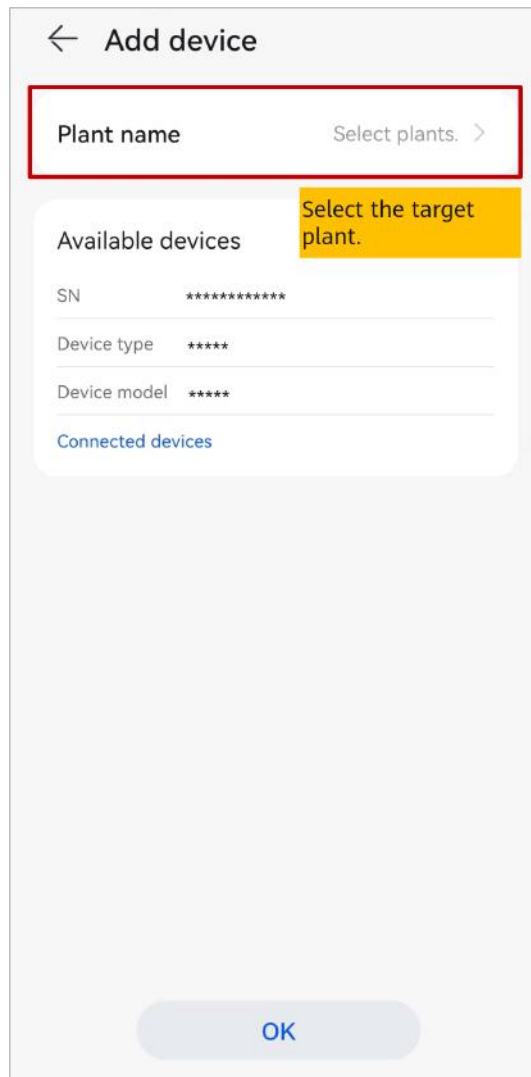 Add device
Plant name Select plants.
Select the target
plant.
Available devices
SN ************
Device type *****
Device model *****
Connected devices
OK